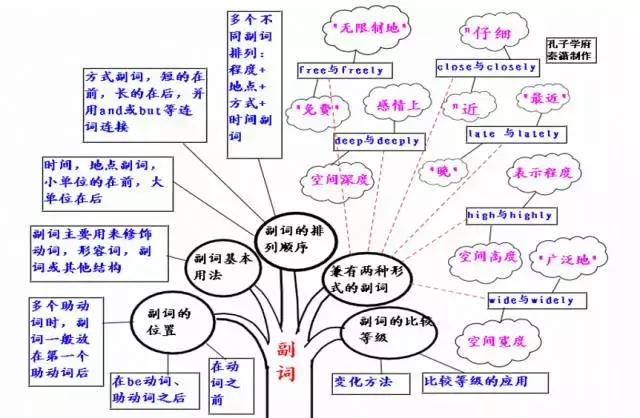 "无限制地"
"仔细
孔子学府
秦潇制作
多个不
同副词
排列：
程度+
地点+
方式+
时间副
词
free与freely
close与closely
方式副词，短的在
前，长的在后，并
用and或but等连
词连接
"免费"
感情上
"近
"最近"
deep与deeply
late 与lately
时间，地点副词，
小单位的在前，大
单位在后
空间深度
"晚"
表示程度
high与highly
副词主要用来修饰
动词，形容词，副
词或其他结构
副词基本
用法
副词的排
列顺序
兼有两种形
式的副词
空间高度
"广泛地"
wide与widely
多个助动
词时，副
词一般放
在第一个
助动词后
副词的
位置
副词
副词的比较
等级
空间宽度
在be动词、
助动词之后
在动
词之
前
变化方法
比较等级的应用